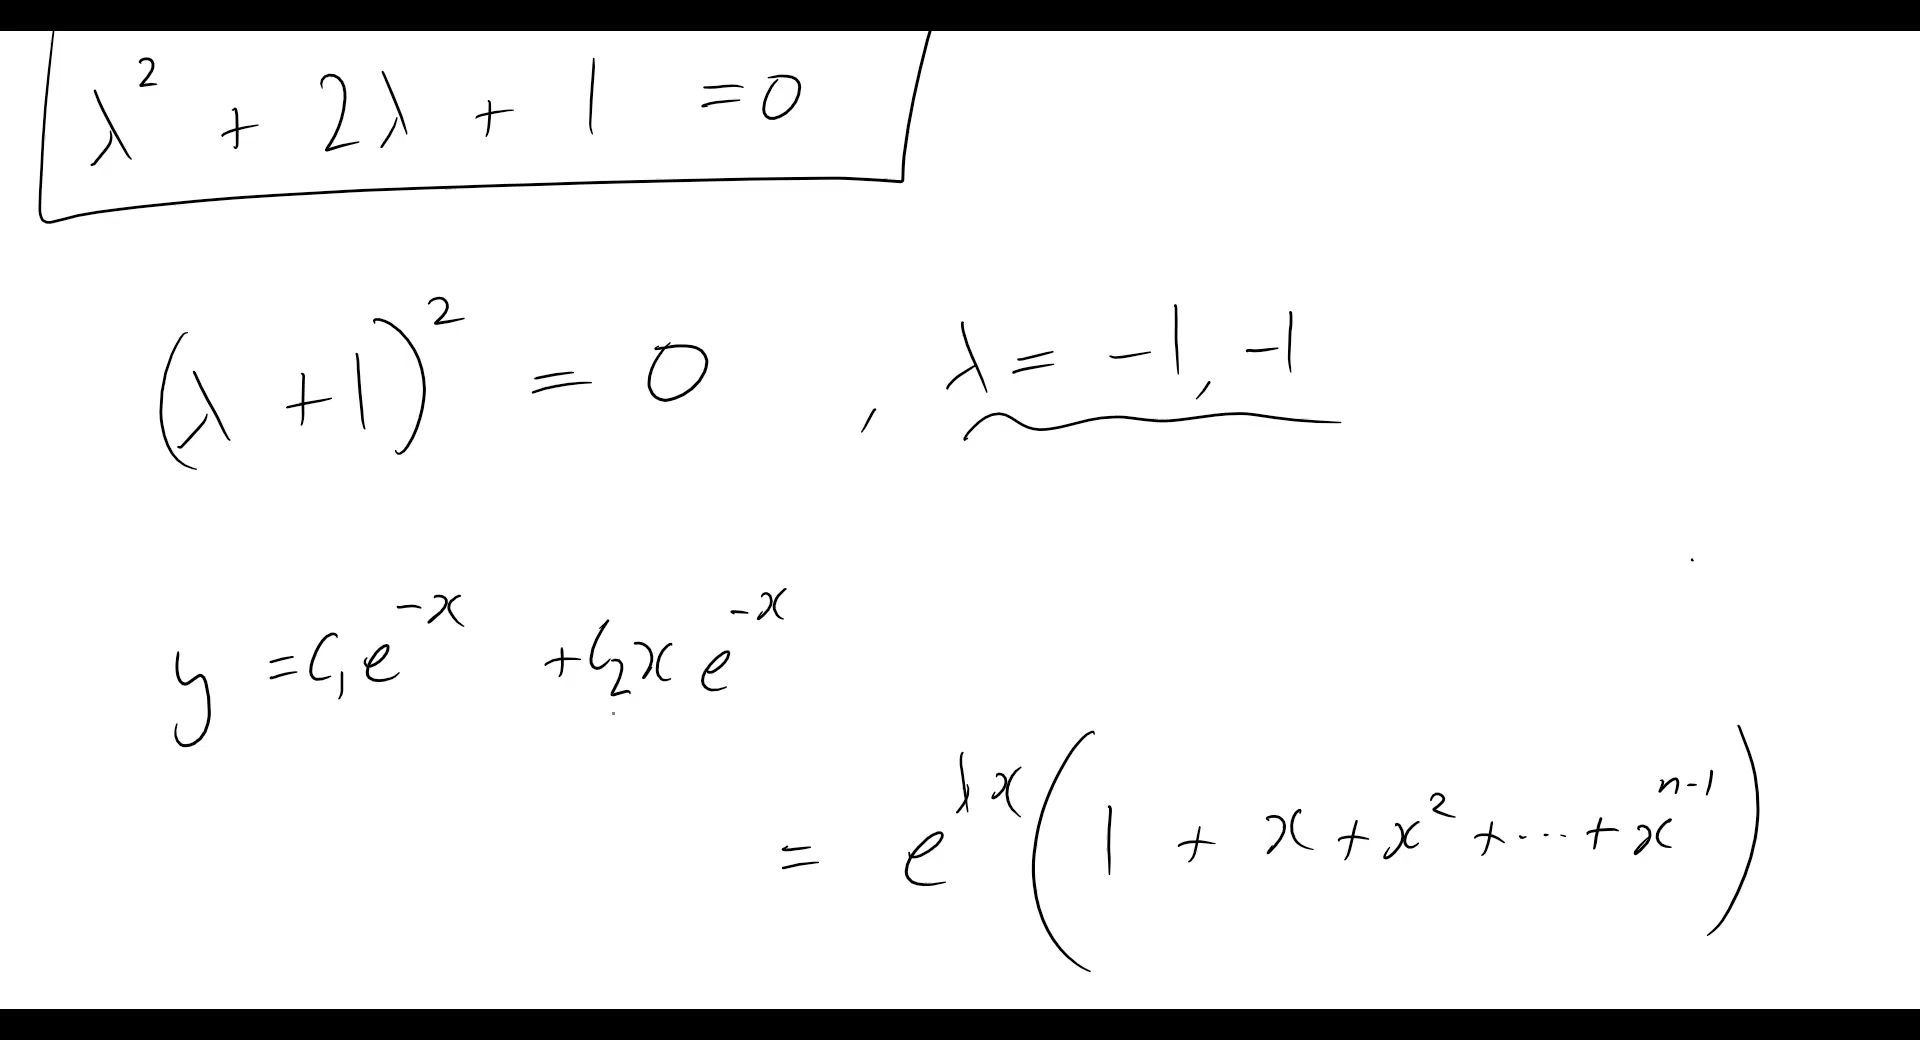 λ² + 2λ + 1 = 0
(λ + 1)² = 0 , λ = -1, -1
y = C₁e^{-x} + C₂x e^{-x}
= e^{λx} (1 + x + x² + ⋯ + x^{n-1})